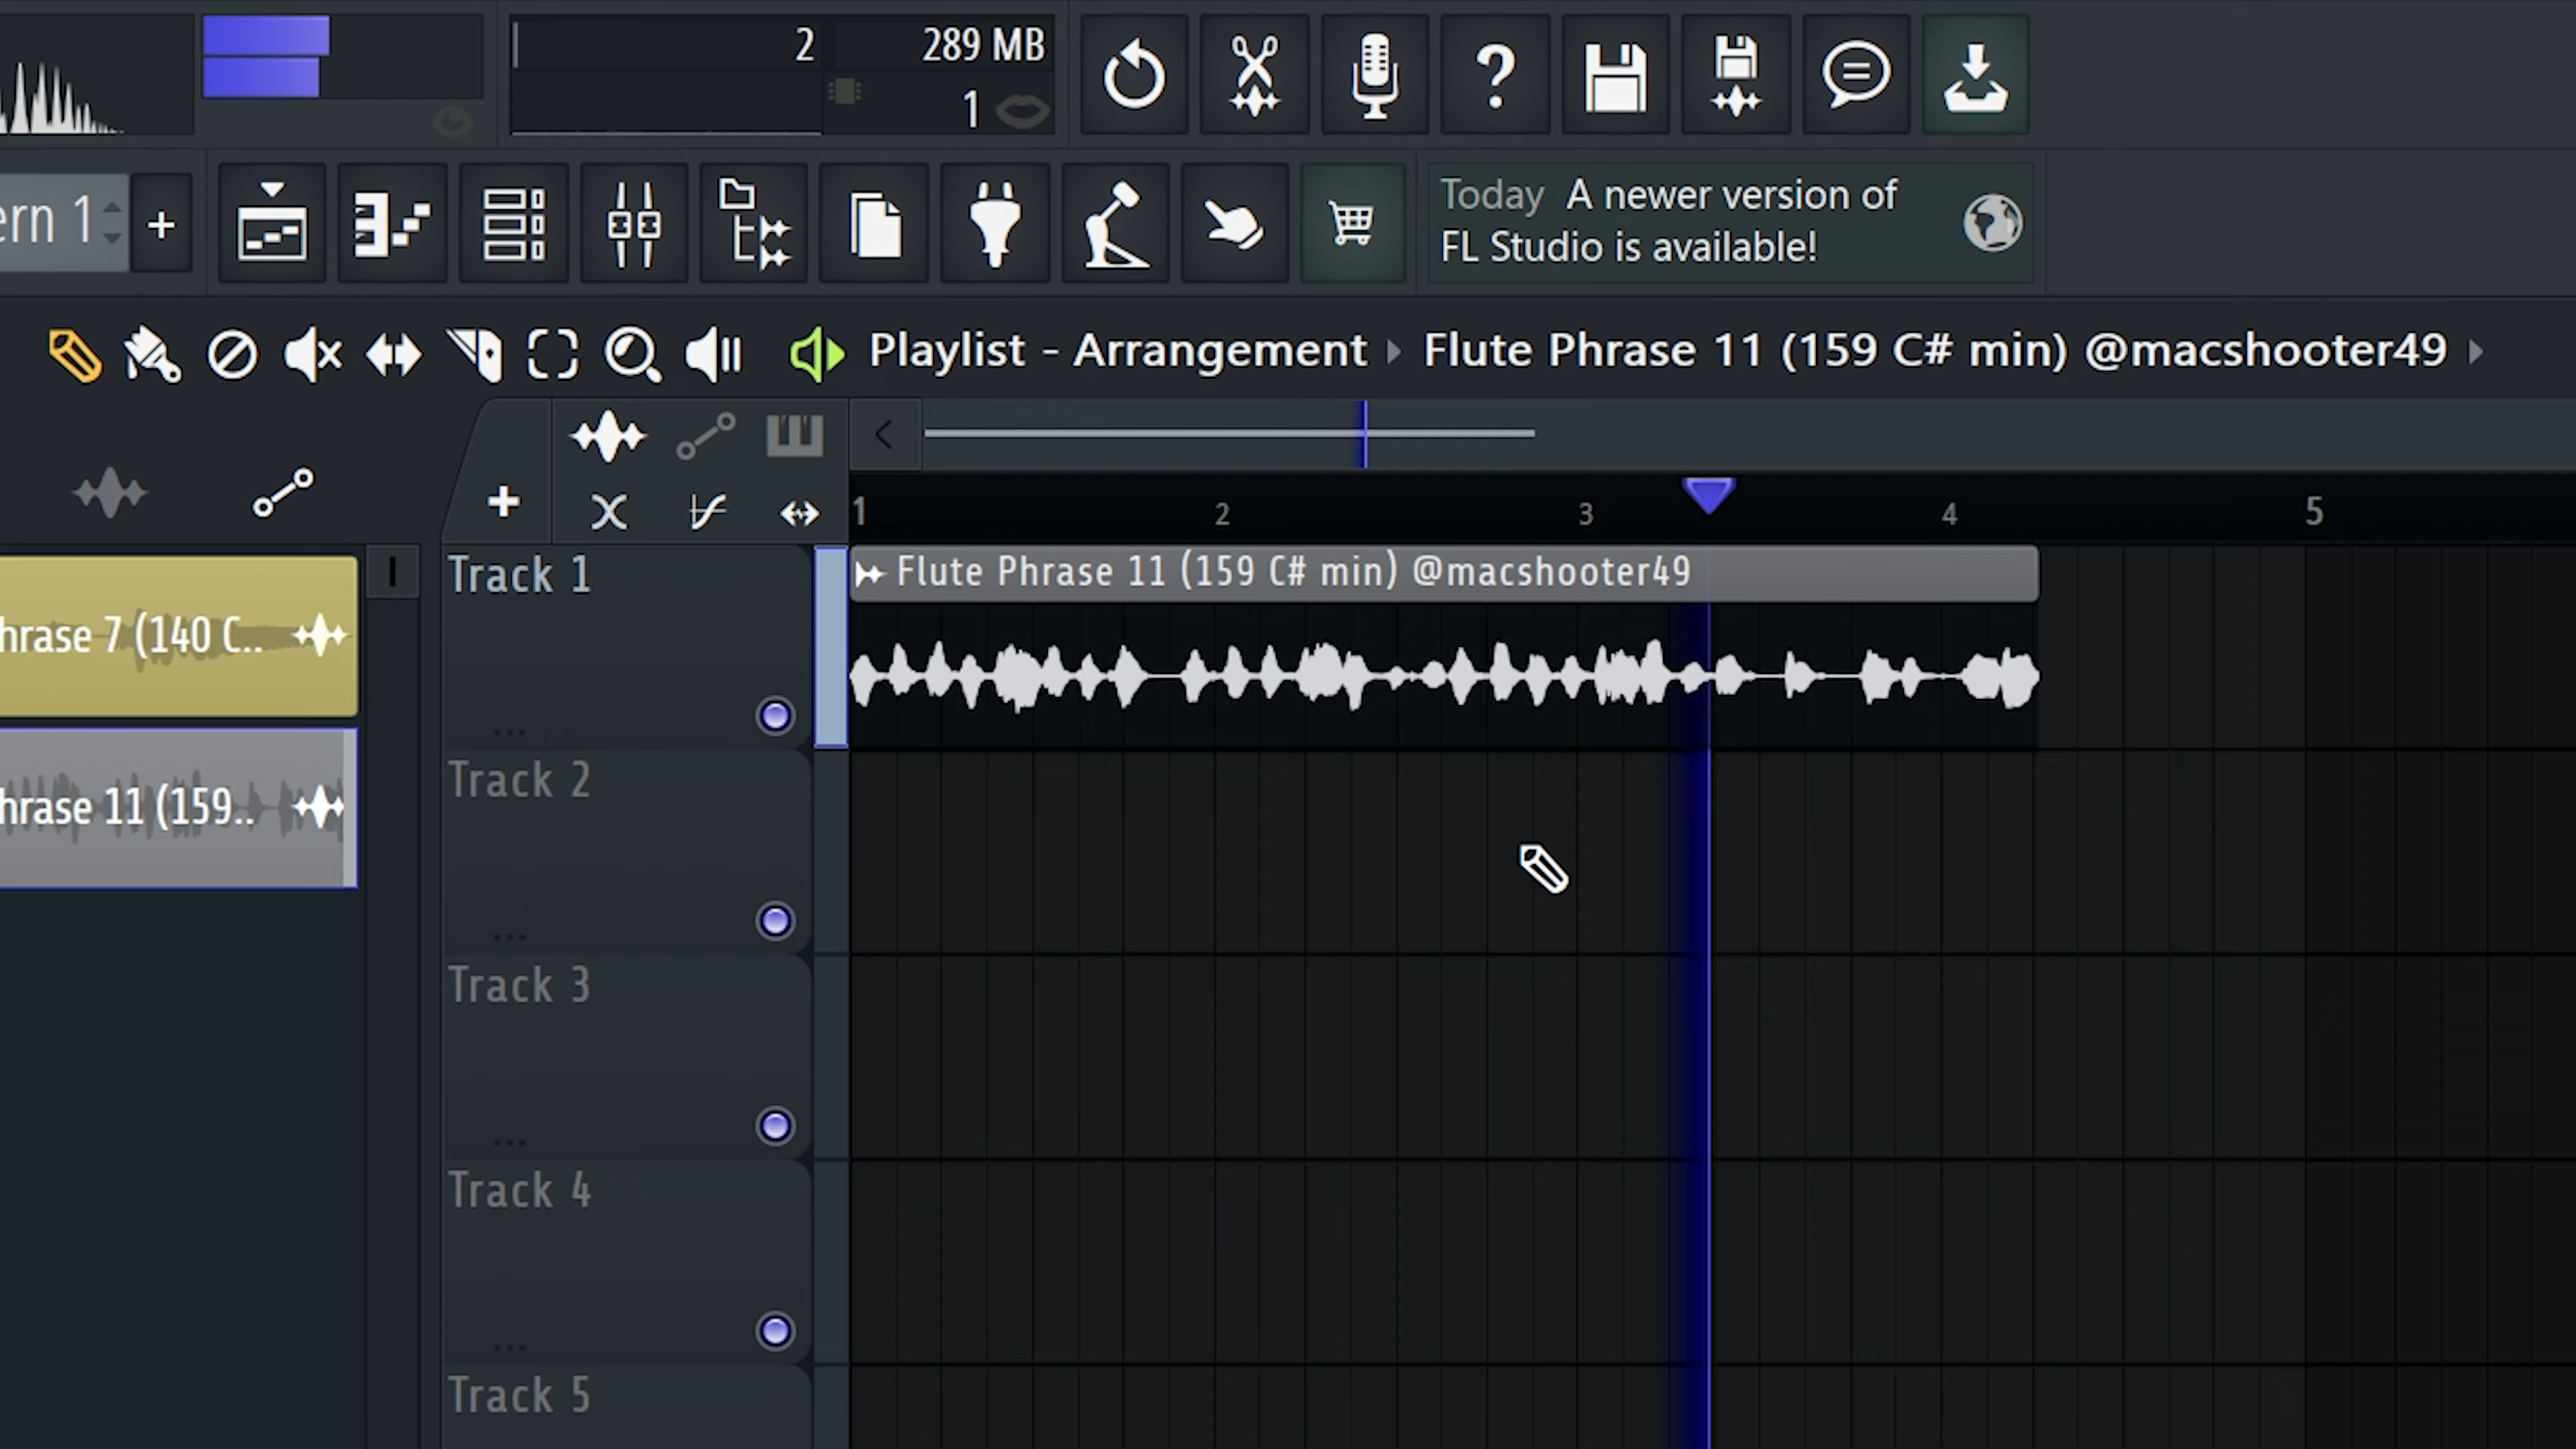 2
289 MB
1
ern 1
+
Today A newer version of
FL Studio is available!
Playlist - Arrangement ▸ Flute Phrase 11 (159 C# min) @macshooter49 ▸
1 2 3 4 5
Track 1
Flute Phrase 11 (159 C# min) @macshooter49
hrase 7 (140 C..
hrase 11 (159..
Track 2
Track 3
Track 4
Track 5